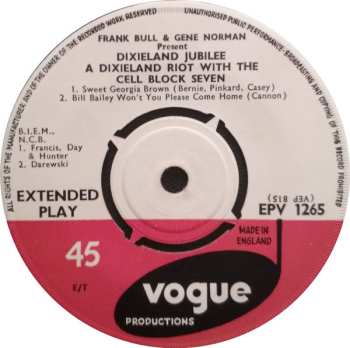 ALL RIGHTS OF THE MANUFACTURER AND OF THE OWNER OF THE RECORDED WORK RESERVED
UNAUTHORISED PUBLIC PERFORMANCE, BROADCASTING AND COPYING OF THIS RECORD PROHIBITED
FRANK BULL & GENE NORMAN
Present
DIXIELAND JUBILEE
A DIXIELAND RIOT WITH THE
CELL BLOCK SEVEN
1. Sweet Georgia Brown (Bernie, Pinkard, Casey)
2. Bill Bailey Won't You Please Come Home (Cannon)
B.I.E.M.,
N.C.B.
1. Francis, Day
& Hunter
2. Darewski
EXTENDED
PLAY
(VEP 815)
EPV 1265
MADE IN
ENGLAND
45
E/T
vogue
PRODUCTIONS